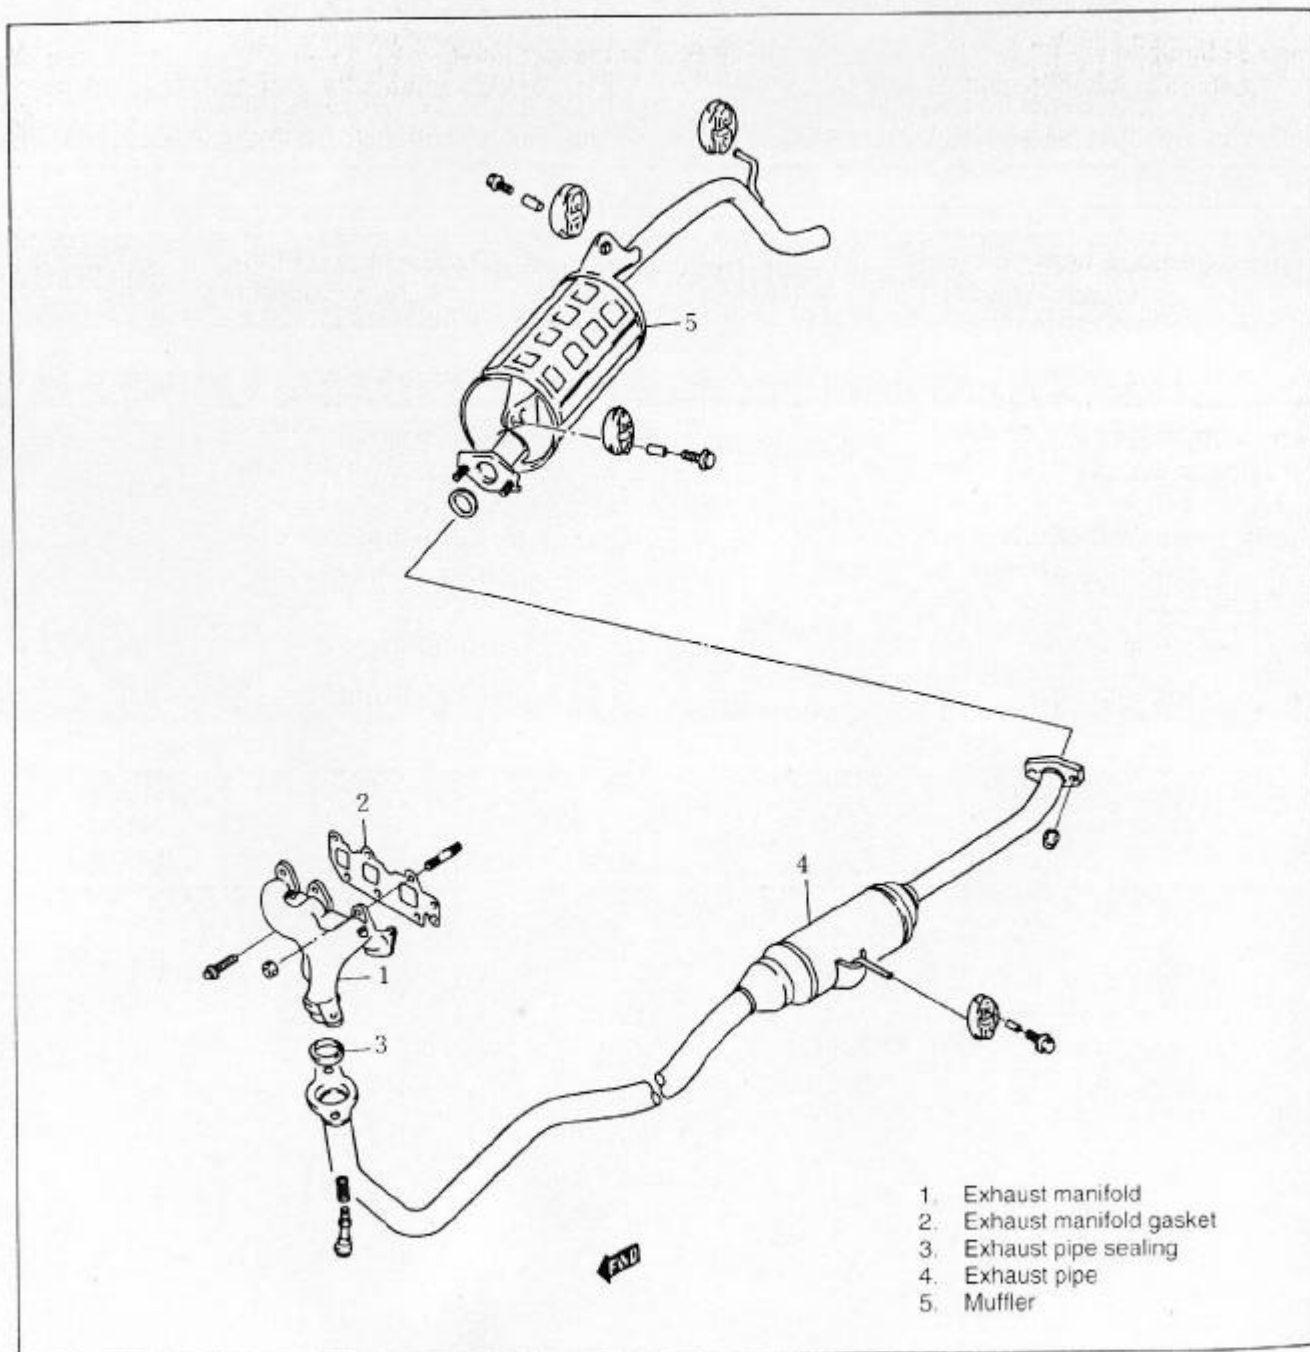 5
2
4
1
3
FWD
1. Exhaust manifold
2. Exhaust manifold gasket
3. Exhaust pipe sealing
4. Exhaust pipe
5. Muffler